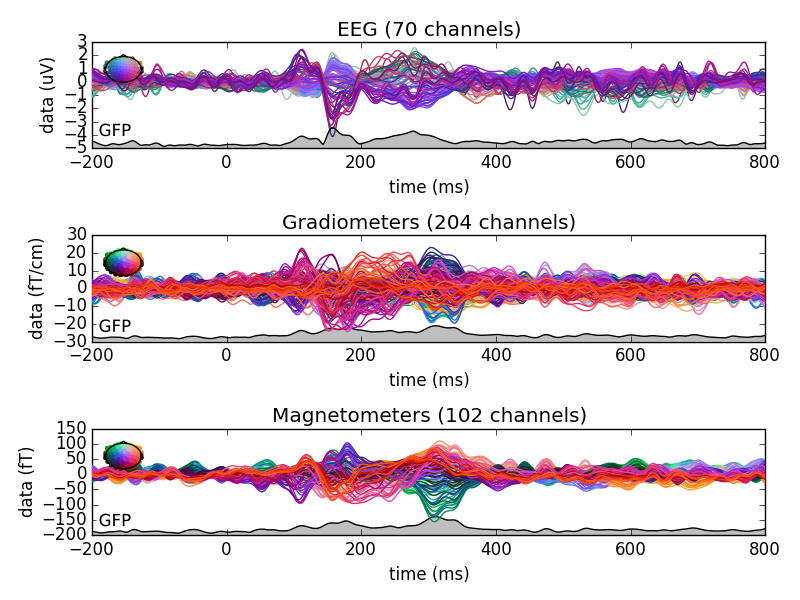 EEG (70 channels)
3
2
1
0
−1
−2
−3
−4
−5
data (uV)
GFP
−200 0 200 400 600 800
time (ms)
Gradiometers (204 channels)
30
20
10
0
−10
−20
−30
data (fT/cm)
GFP
−200 0 200 400 600 800
time (ms)
Magnetometers (102 channels)
150
100
50
0
−50
−100
−150
−200
data (fT)
GFP
−200 0 200 400 600 800
time (ms)